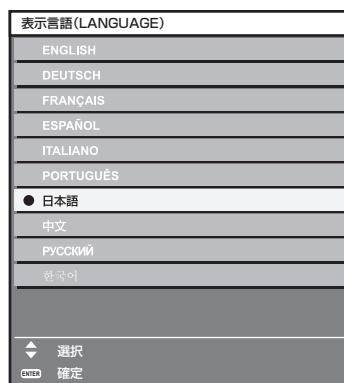 表示言語(LANGUAGE)
ENGLISH
DEUTSCH
FRANÇAIS
ESPAÑOL
ITALIANO
PORTUGUÊS
日本語
中文
РУССКИЙ
한국어
選択
ENTER 確定